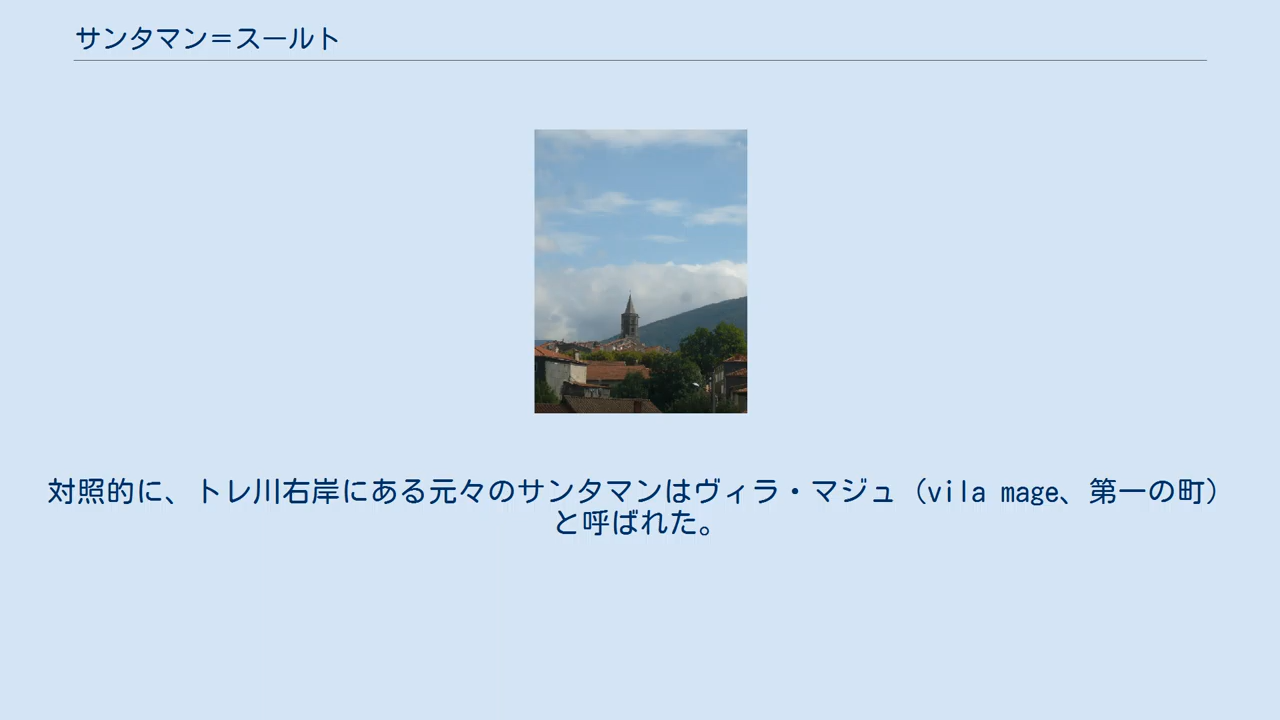 サンタマン＝スールト
対照的に、トレ川右岸にある元々のサンタマンはヴィラ・マジュ（vila mage、第一の町）
と呼ばれた。